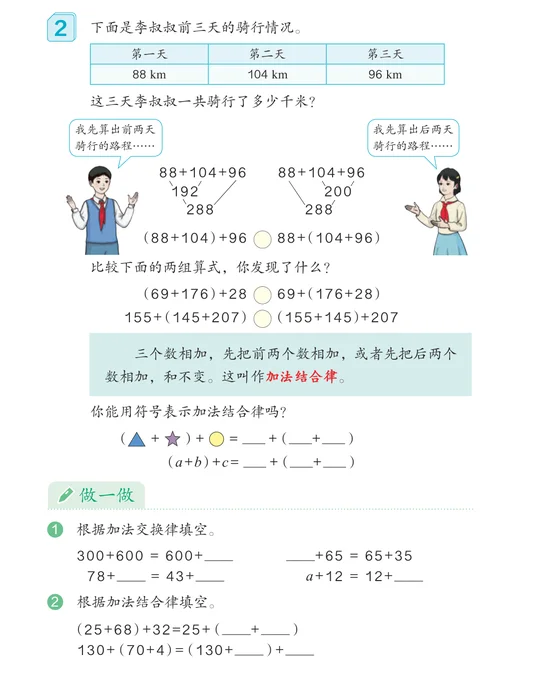 2 下面是李叔叔前三天的骑行情况。
第一天 第二天 第三天
88 km 104 km 96 km
这三天李叔叔一共骑行了多少千米？
我先算出前两天
骑行的路程……
我先算出后两天
骑行的路程……
88+104+96 88+104+96
192 200
288 288
(88+104)+96 ○ 88+(104+96)
比较下面的两组算式，你发现了什么？
(69+176)+28 ○ 69+(176+28)
155+(145+207) ○ (155+145)+207
三个数相加，先把前两个数相加，或者先把后两个
数相加，和不变。这叫作加法结合律。
你能用符号表示加法结合律吗？
(▲+★)+●=___+(___+___)
(a+b)+c=___+(___+___)
做一做
1 根据加法交换律填空。
300+600 = 600+____ ____+65 = 65+35
78+____ = 43+____ a+12 = 12+____
2 根据加法结合律填空。
(25+68)+32=25+(____+____)
130+(70+4)=(130+____)+____